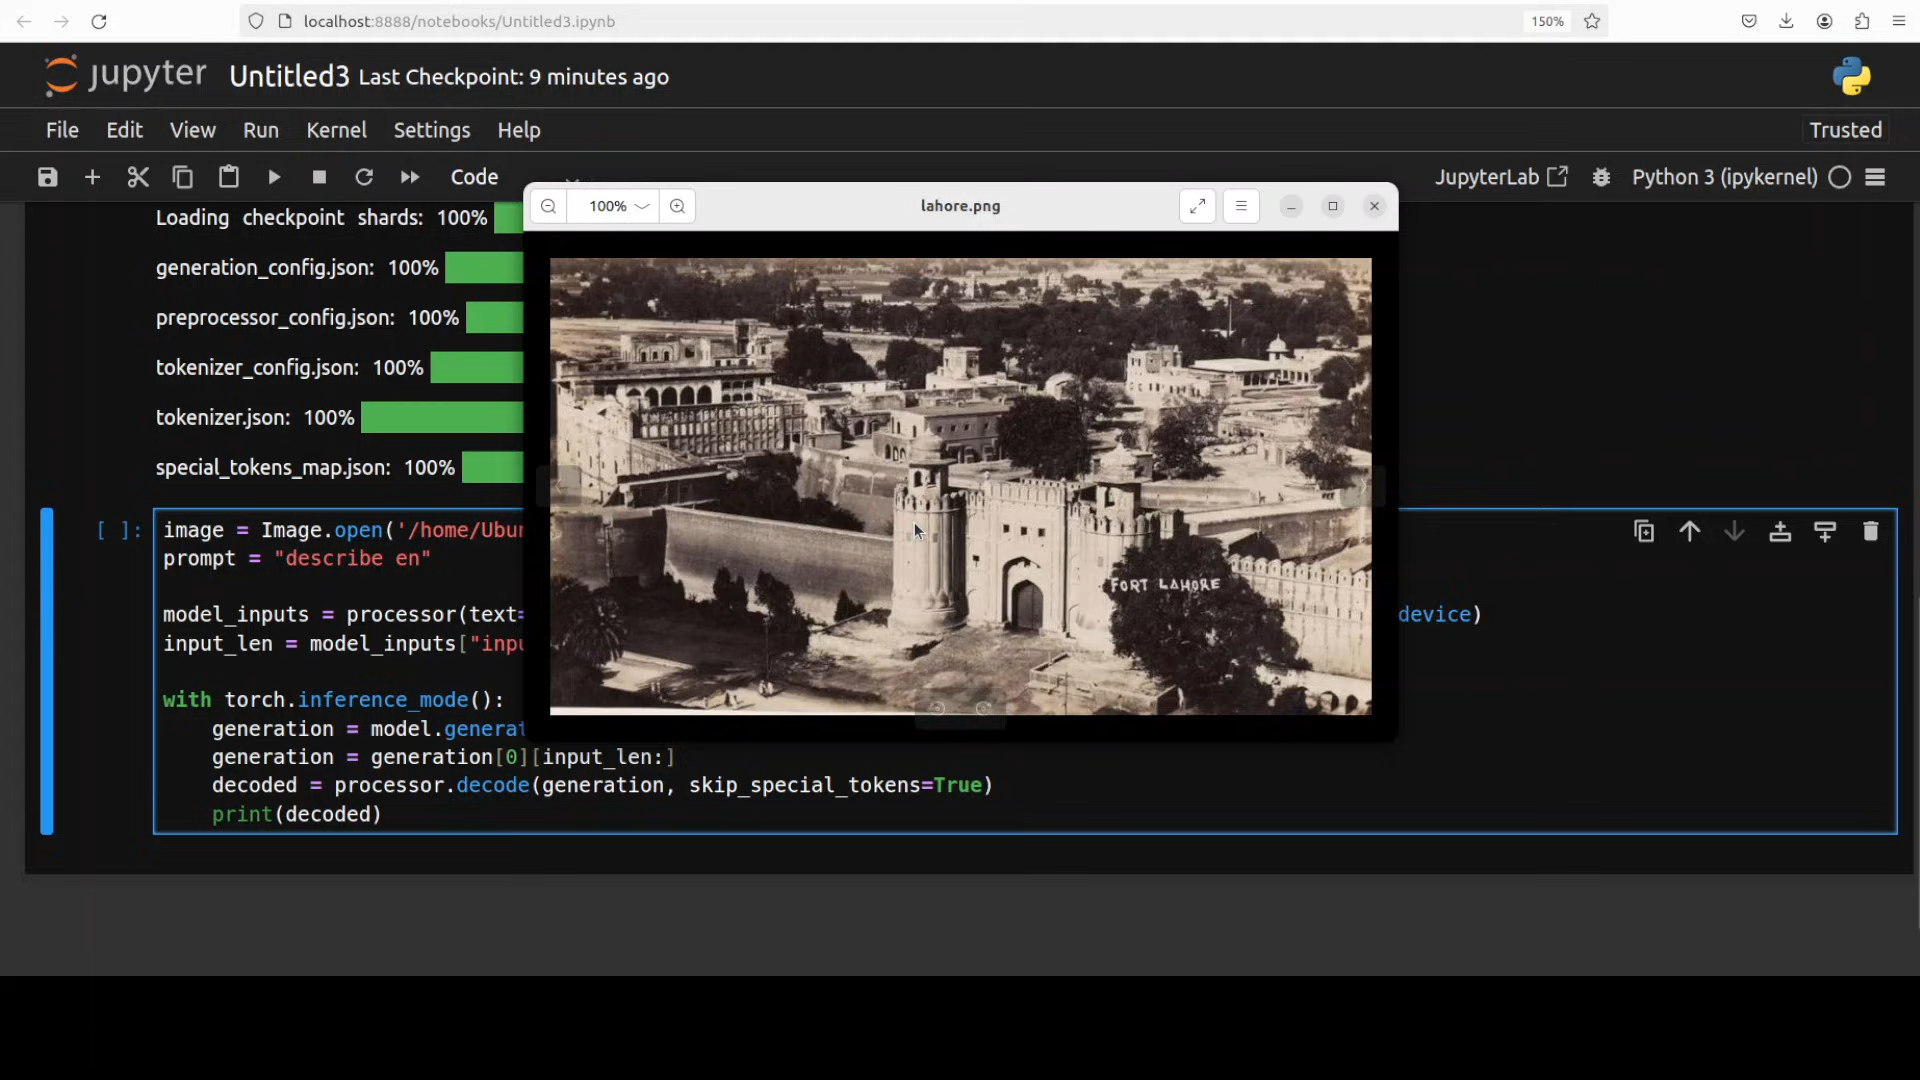 localhost:8888/notebooks/Untitled3.ipynb
150%
jupyter Untitled3 Last Checkpoint: 9 minutes ago
File Edit View Run Kernel Settings Help
Trusted
Code
JupyterLab
Python 3 (ipykernel)
100%
lahore.png
Loading checkpoint shards: 100%
generation_config.json: 100%
preprocessor_config.json: 100%
tokenizer_config.json: 100%
tokenizer.json: 100%
special_tokens_map.json: 100%
FORT LAHORE
[ ]:
image = Image.open('/home/Ubu
prompt = "describe en"
model_inputs = processor(text= device)
input_len = model_inputs["inpu
with torch.inference_mode():
generation = model.generat
generation = generation[0][input_len:]
decoded = processor.decode(generation, skip_special_tokens=True)
print(decoded)